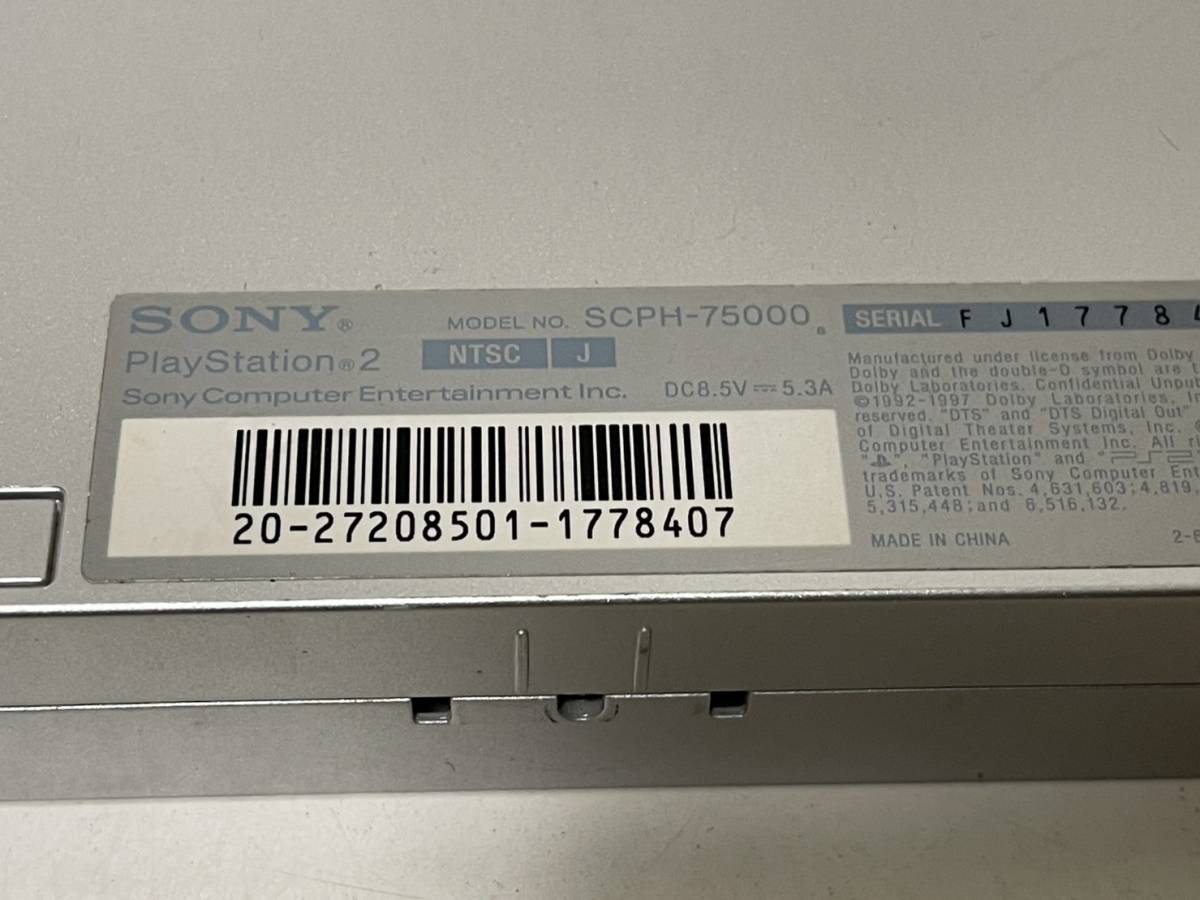 SONY®
MODEL NO. SCPH-75000 a
PlayStation®2 NTSC J
Sony Computer Entertainment Inc. DC8.5V⎓5.3A
20-27208501-1778407
SERIAL F J 1 7 7 8 4
Manufactured under license from Dolby
Dolby and the double-D symbol are t
Dolby Laboratories. Confidential Unpu
©1992-1997 Dolby Laboratories, In
reserved. "DTS" and "DTS Digital Out"
of Digital Theater Systems, Inc.
Computer Entertainment Inc. All ri
" ", "PlayStation" and "PS2"
trademarks of Sony Computer Ent
U.S. Patent Nos. 4,631,603;4,819,
5,315,448;and 6,516,132.
MADE IN CHINA 2-